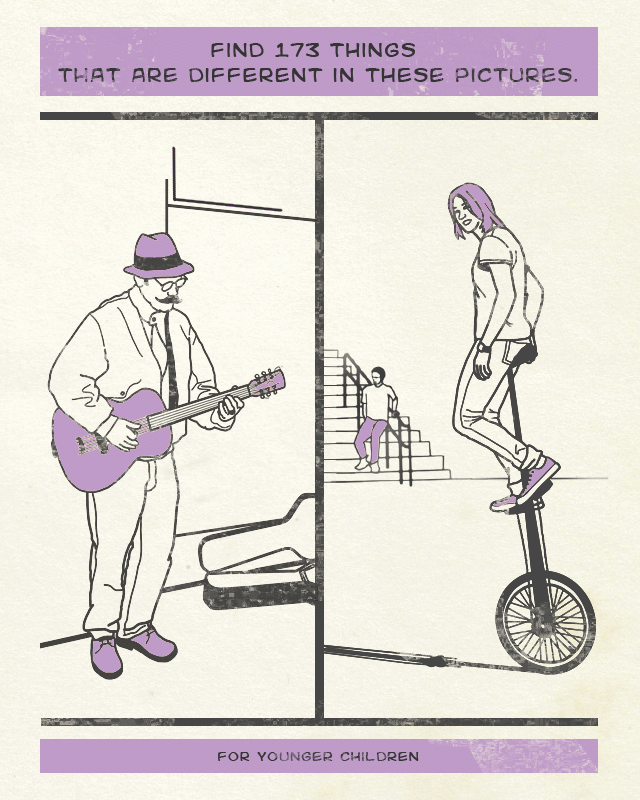 FIND 173 THINGS
THAT ARE DIFFERENT IN THESE PICTURES.
FOR YOUNGER CHILDREN